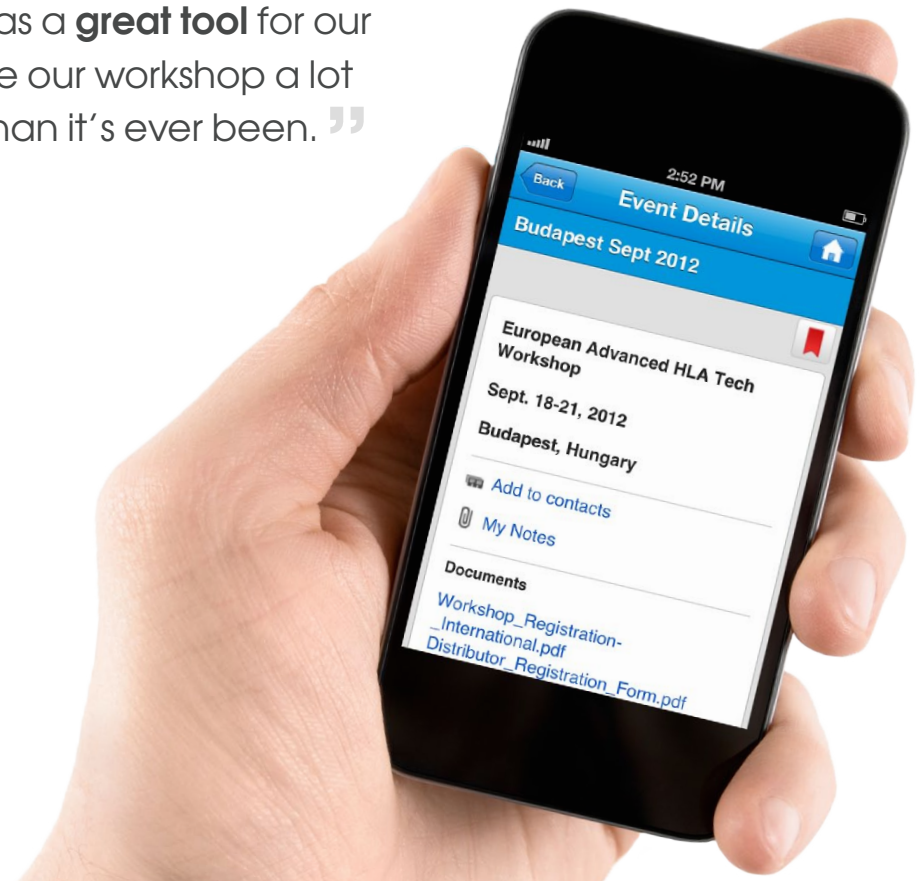 as a great tool for our
e our workshop a lot
han it's ever been. ”
2:52 PM
Back
Event Details
Budapest Sept 2012
European Advanced HLA Tech
Workshop
Sept. 18-21, 2012
Budapest, Hungary
Add to contacts
My Notes
Documents
Workshop_Registration-
_International.pdf
Distributor_Registration_Form.pdf